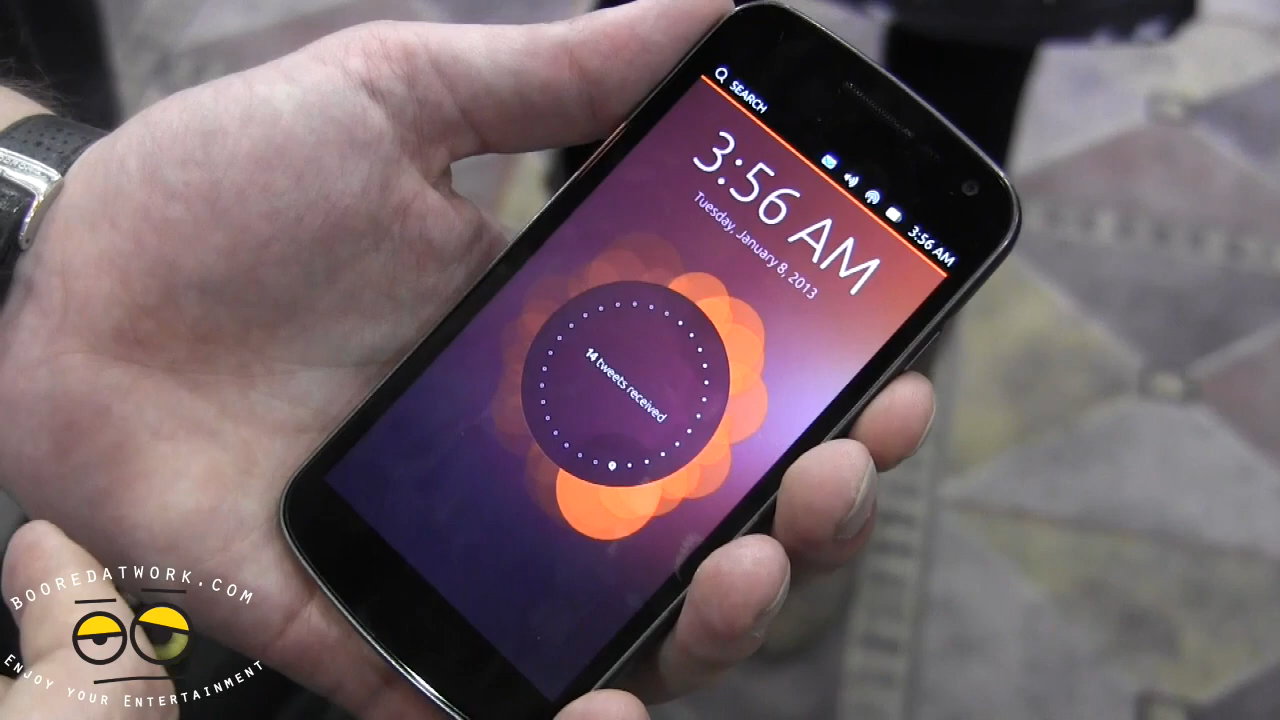 SEARCH
3:56 AM
3:56 AM
Tuesday, January 8, 2013
14 tweets received
BOOREDATWORK.COM
ENJOY YOUR ENTERTAINMENT